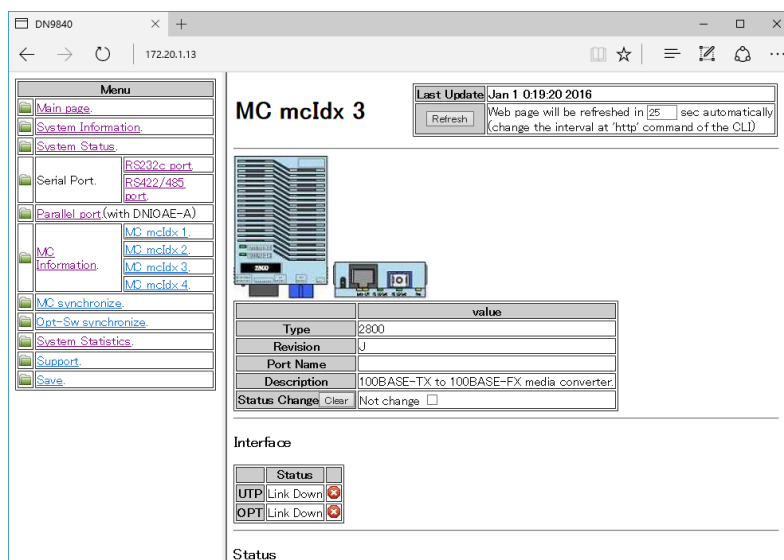 DN9840
172.20.1.13
Menu
Main page.
System Information.
System Status.
Serial Port.
RS232c port.
RS422/485
port.
Parallel port.(with DNIOAE-A)
MC
Information.
MC mcIdx 1.
MC mcIdx 2.
MC mcIdx 3.
MC mcIdx 4.
MC synchronize.
Opt-Sw synchronize.
System Statistics.
Support.
Save.
MC mcIdx 3
Last Update Jan 1 0:19:20 2016
Refresh
Web page will be refreshed in 25 sec automatically
(change the interval at 'http' command of the CLI)
2800
value
Type 2800
Revision J
Port Name
Description 100BASE-TX to 100BASE-FX media converter.
Status Change Clear Not change
Interface
Status
UTP Link Down
OPT Link Down
Status